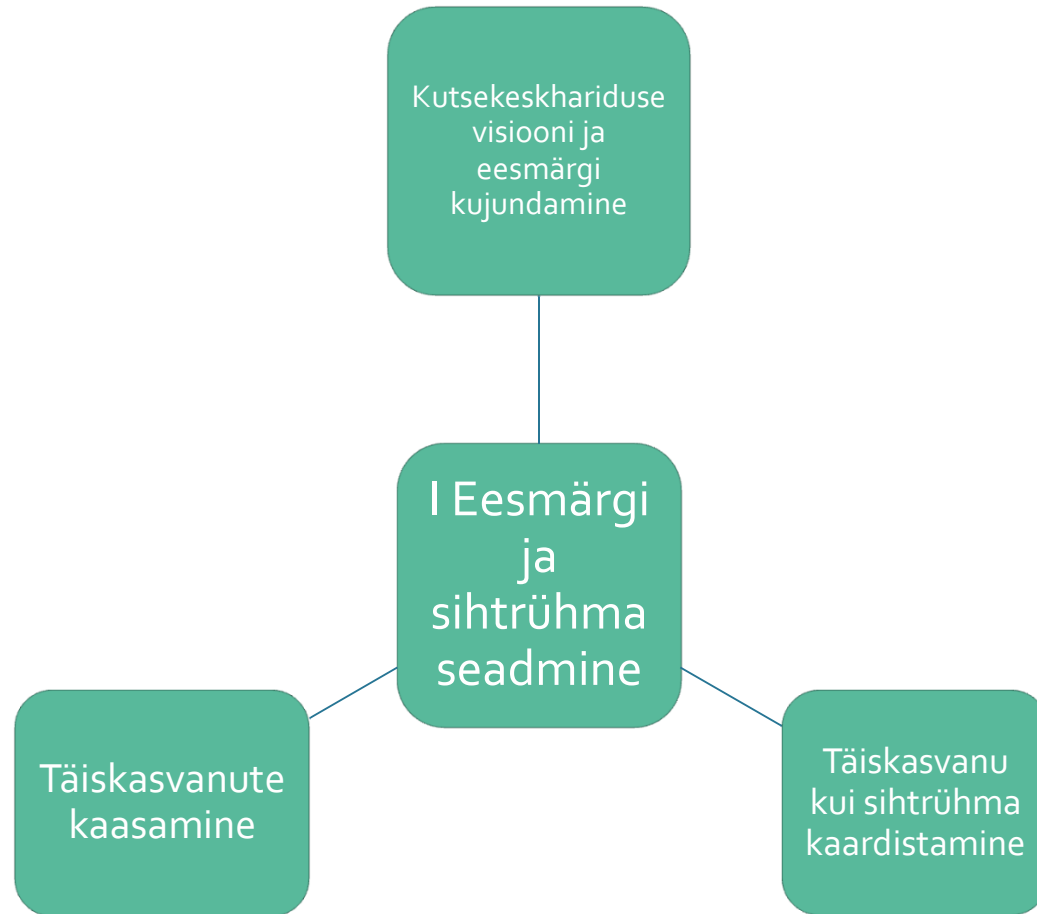 Kutsekeskhariduse
visiooni ja
eesmärgi
kujundamine
I Eesmärgi
ja
sihtrühma
seadmine
Täiskasvanute
kaasamine
Täiskasvanu
kui sihtrühma
kaardistamine